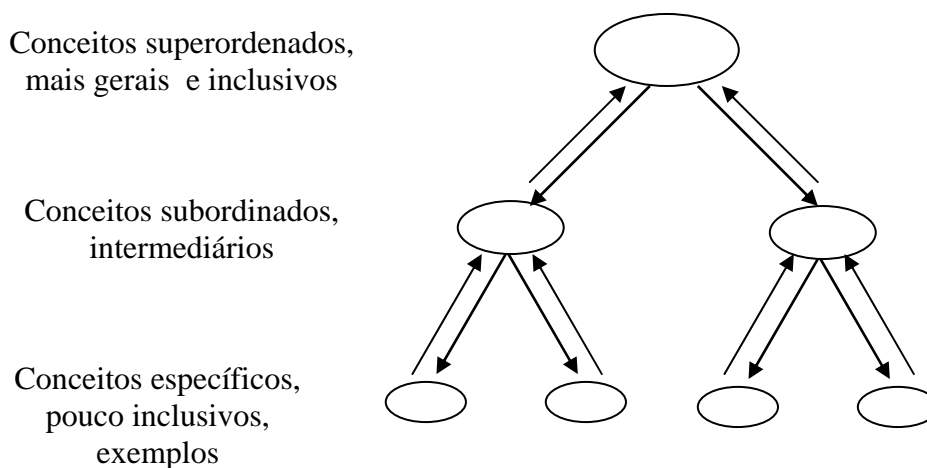 Conceitos superordenados,
mais gerais e inclusivos
Conceitos subordinados,
intermediários
Conceitos específicos,
pouco inclusivos,
exemplos